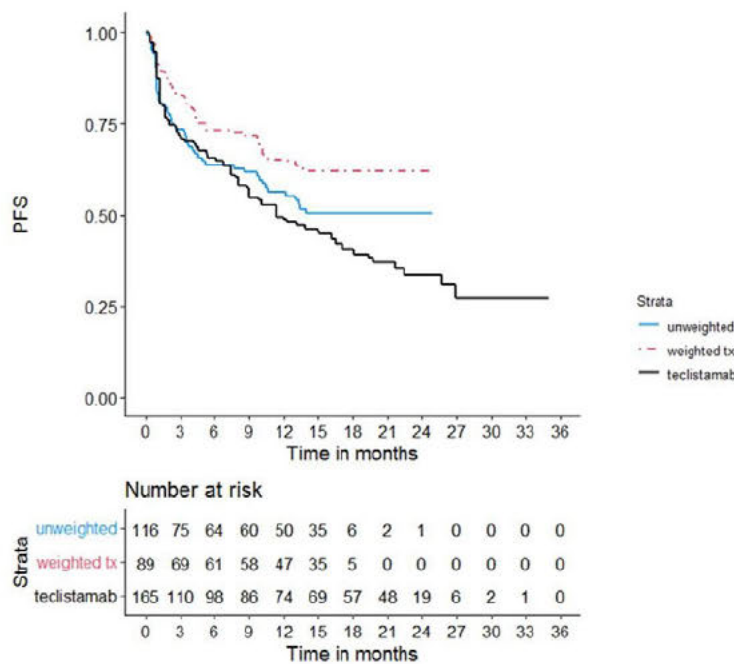 1.00
0.75
0.50
0.25
0.00
PFS
0 3 6 9 12 15 18 21 24 27 30 33 36
Time in months
Strata
unweighted
weighted tx
teclistamab
Number at risk
Strata
unweighted 116 75 64 60 50 35 6 2 1 0 0 0 0
weighted tx 89 69 61 58 47 35 5 0 0 0 0 0 0
teclistamab 165 110 98 86 74 69 57 48 19 6 2 1 0
0 3 6 9 12 15 18 21 24 27 30 33 36
Time in months